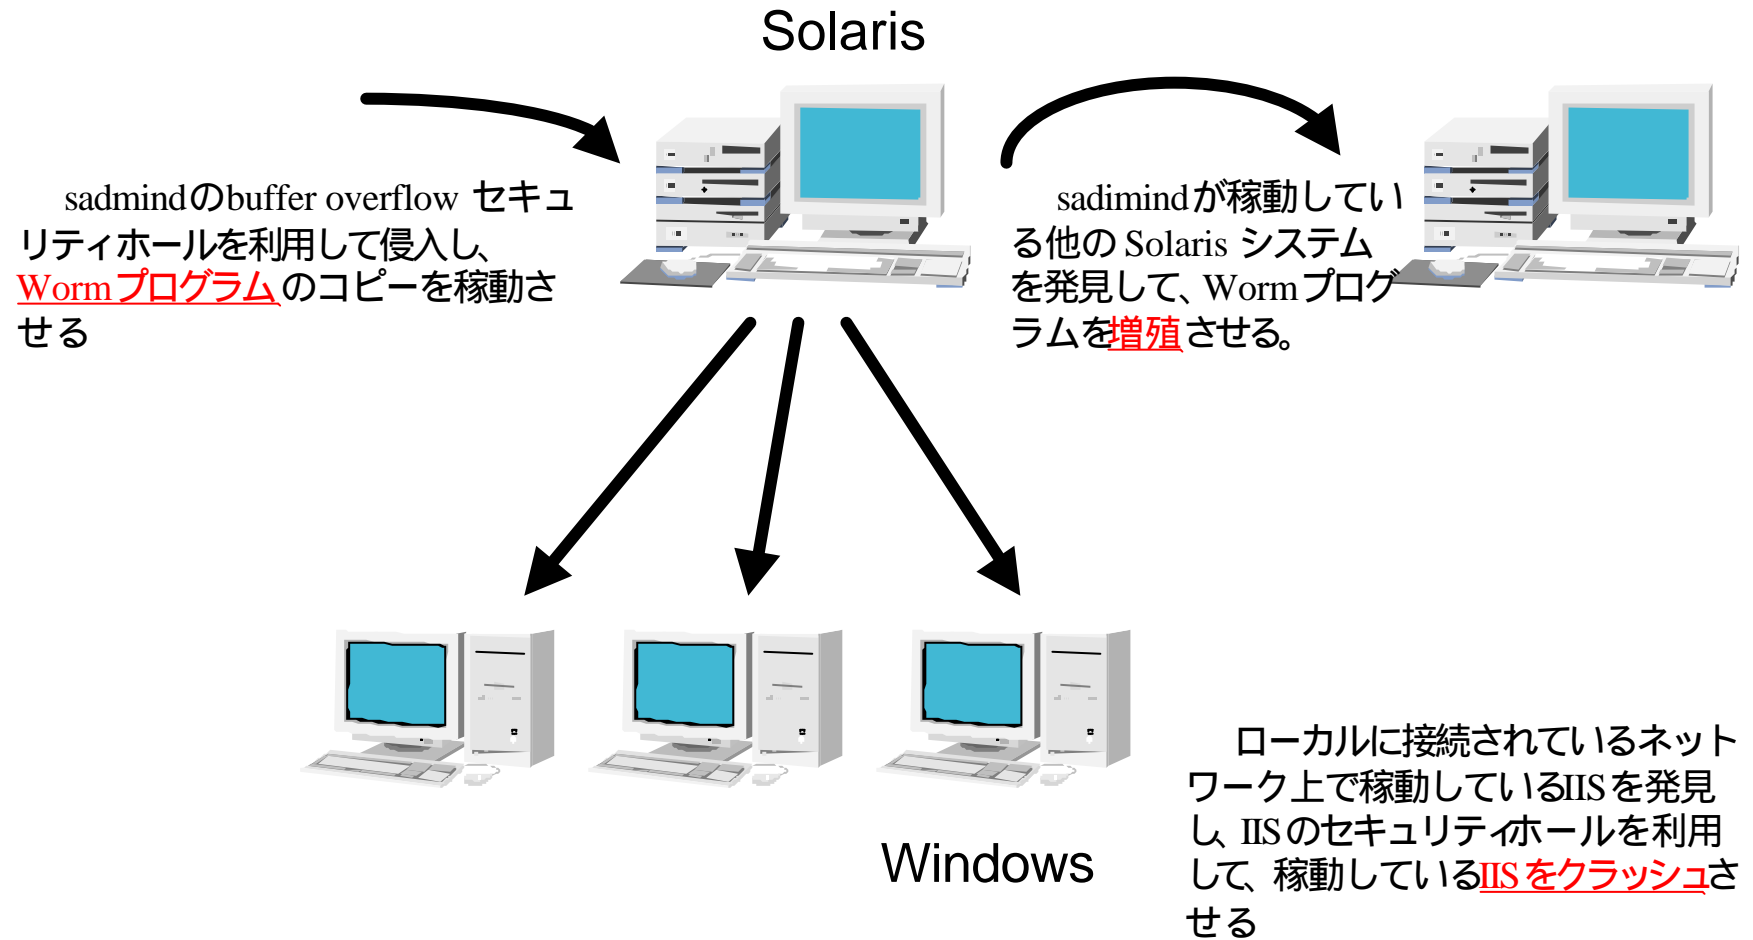 Solaris
sadmindのbuffer overflow セキュ
リティホールを利用して侵入し、
Wormプログラムのコピーを稼動さ
せる
sadimindが稼動してい
る他の Solaris システム
を発見して、Wormプログ
ラムを増殖させる。
Windows
ローカルに接続されているネット
ワーク上で稼動しているIISを発見
し、IISのセキュリティホールを利用
して、稼動しているIISをクラッシュさ
せる